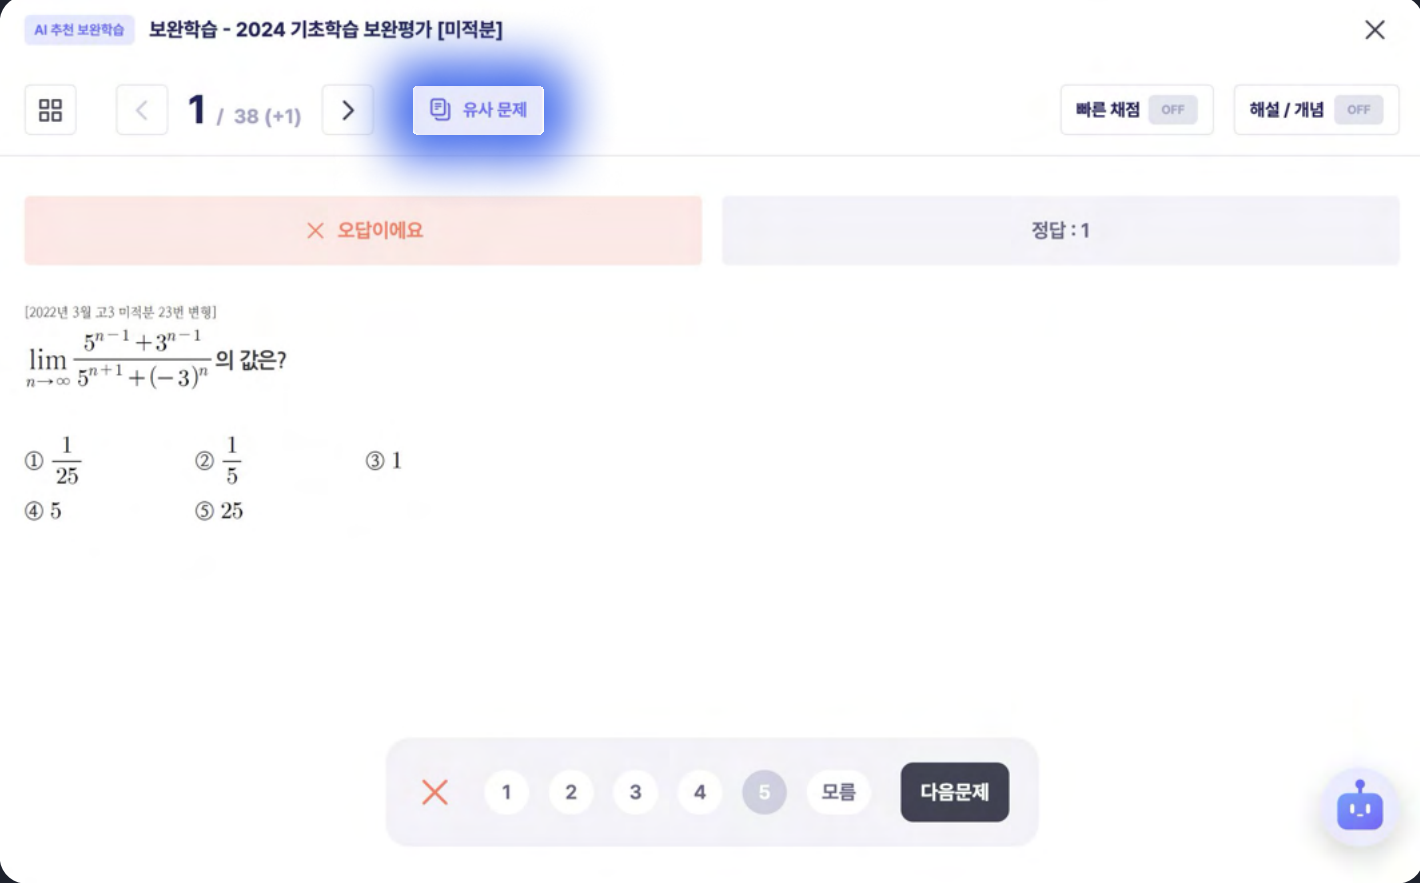 AI 추천 보완학습 보완학습 - 2024 기초학습 보완평가 [미적분]
1 / 38 (+1) 유사 문제 빠른 채점 OFF 해설 / 개념 OFF
오답이에요 정답 : 1
[2022년 3월 고3 미적분 23번 변형]
lim_{n→∞} \frac{5^{n-1}+3^{n-1}}{5^{n+1}+(-3)^n} 의 값은?
① \frac{1}{25} ② \frac{1}{5} ③ 1
④ 5 ⑤ 25
1 2 3 4 5 모름 다음문제